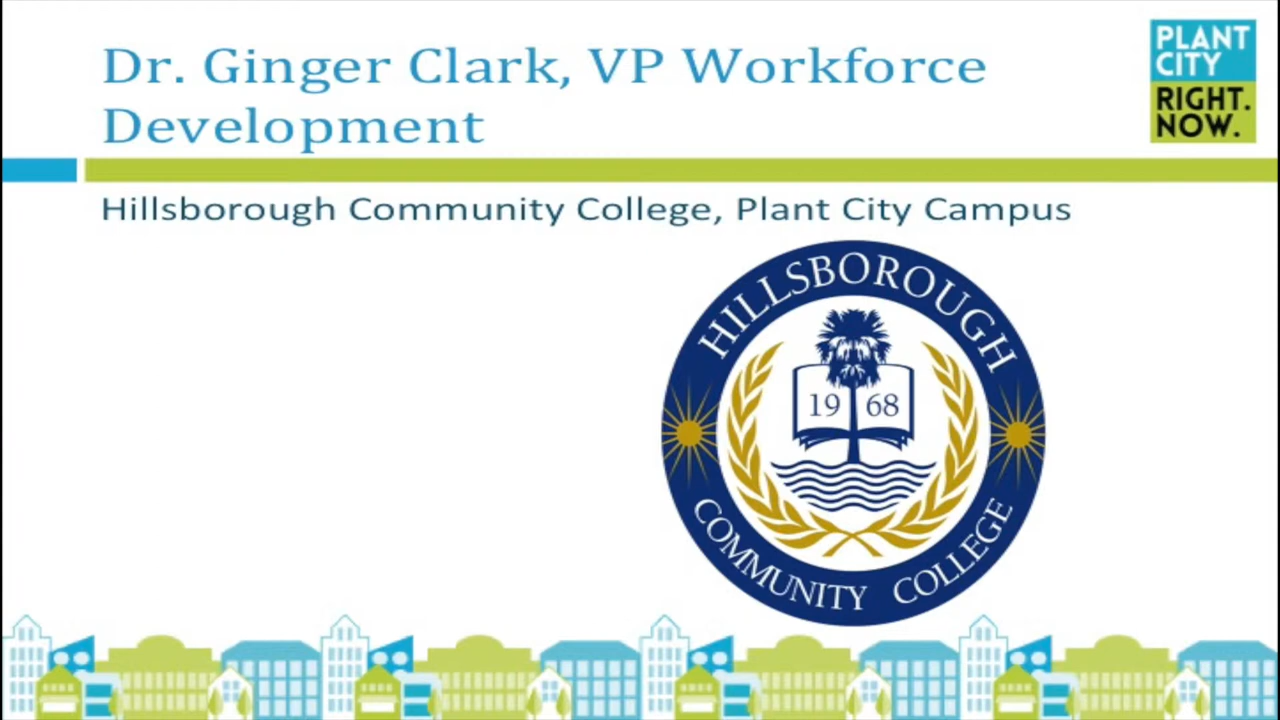 Dr. Ginger Clark, VP Workforce
Development
PLANT
CITY
RIGHT.
NOW.
Hillsborough Community College, Plant City Campus
HILLSBOROUGH
19 68
COMMUNITY COLLEGE